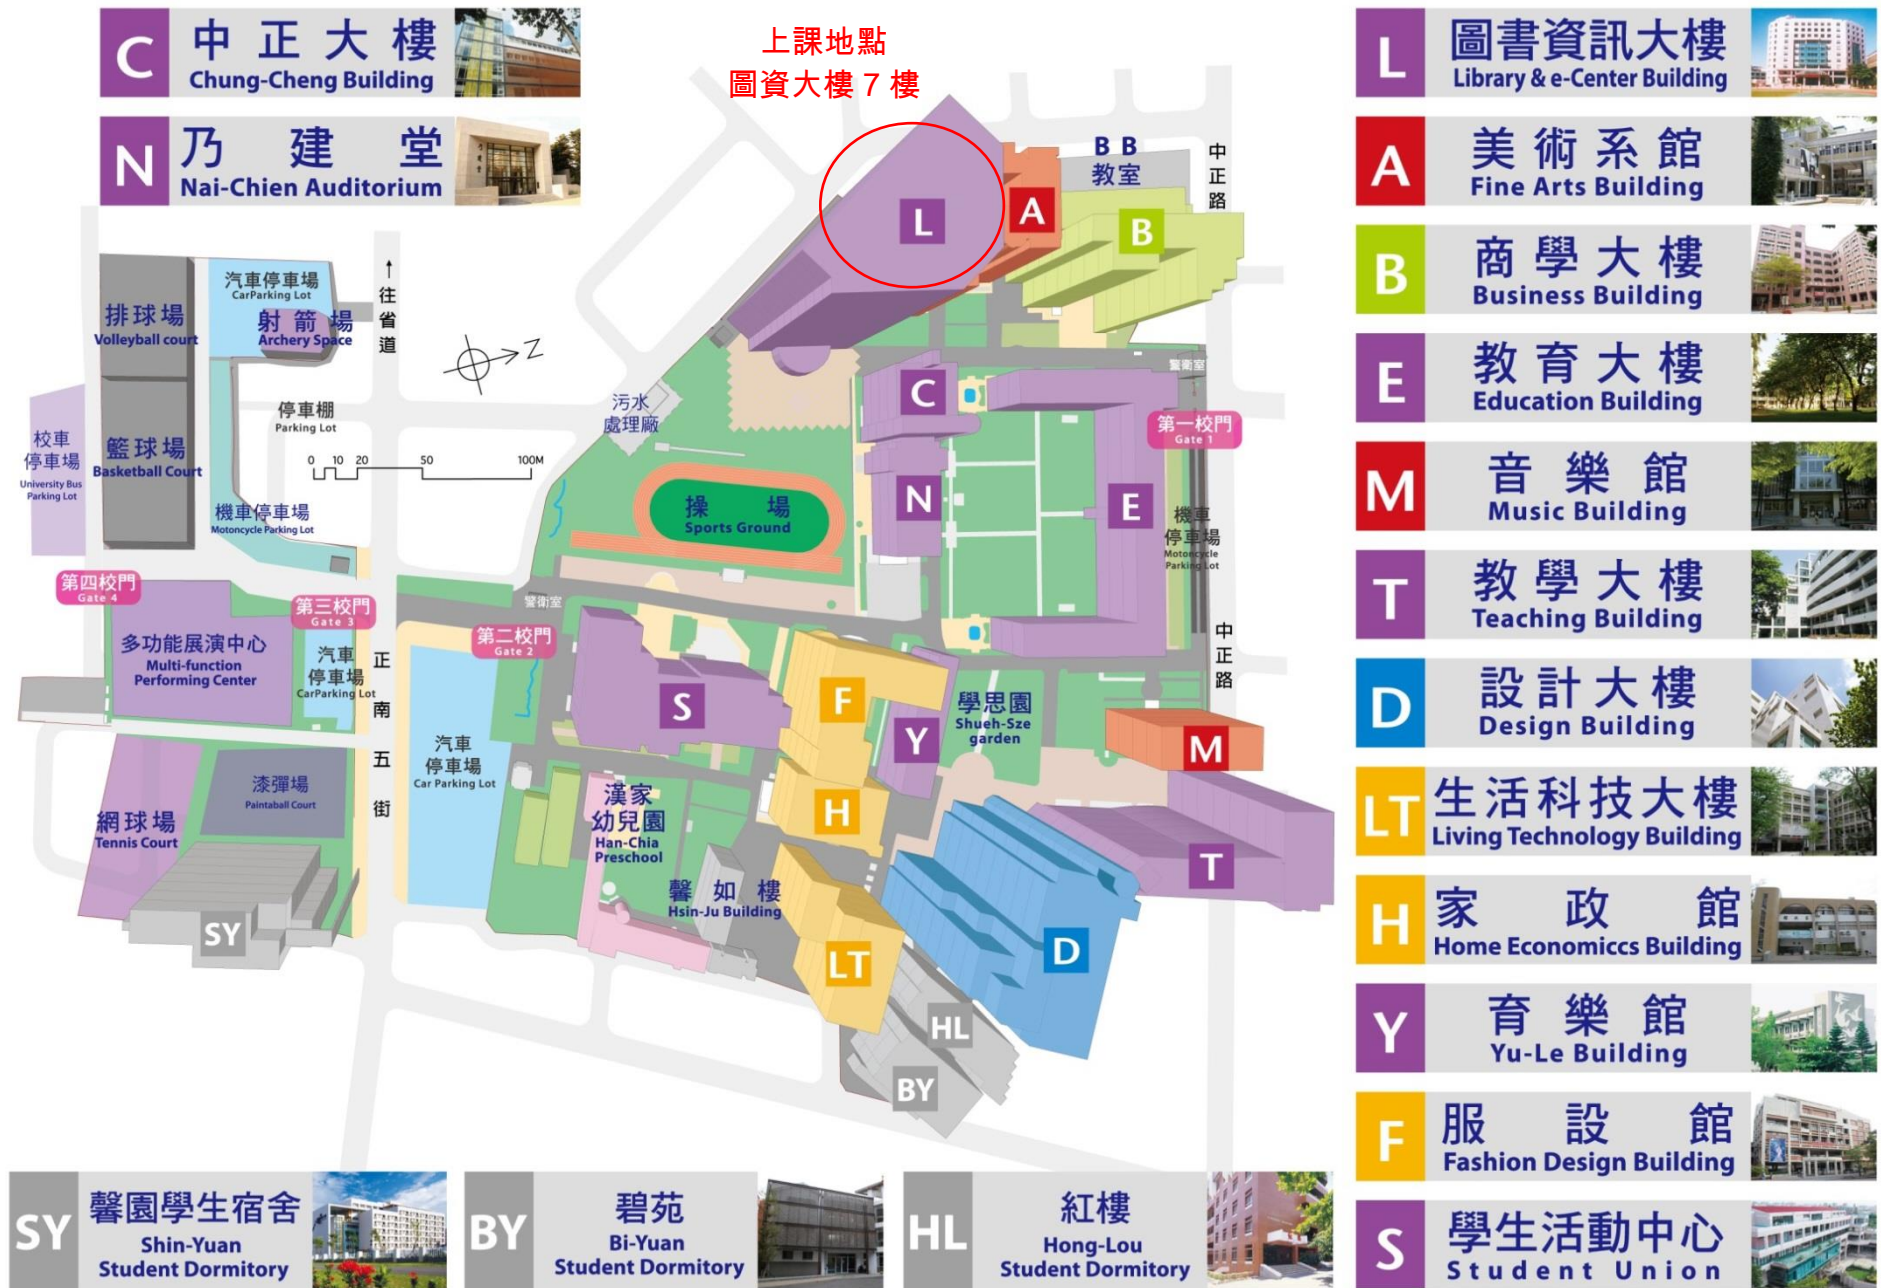 C
中正大樓
Chung-Cheng Building
N
乃建堂
Nai-Chien Auditorium
上課地點
圖資大樓7樓
L
A
B B
教室
B
中正路
汽車停車場
CarParking Lot
排球場
Volleyball court
射箭場
Archery Space
←往省道
Z
停車棚
Parking Lot
0 10 20 50 100M
校車
停車場
University Bus
Parking Lot
籃球場
Basketball Court
機車停車場
Motoncycle Parking Lot
污水
處理廠
操場
Sports Ground
C
N
E
警衛室
第一校門
Gate 1
機車
停車場
Motoncycle
Parking Lot
第四校門
Gate 4
第三校門
Gate 3
警衛室
第二校門
Gate 2
多功能展演中心
Multi-function
Performing Center
汽車
停車場
CarParking Lot
正南五街
汽車
停車場
Car Parking Lot
S
F
Y
學思園
Shueh-Sze
garden
中正路
M
漆彈場
Paintaball Court
網球場
Tennis Court
漢家
幼兒園
Han-Chia
Preschool
H
T
馨如樓
Hsin-Ju Building
SY
LT
D
HL
BY
L
圖書資訊大樓
Library & e-Center Building
A
美術系館
Fine Arts Building
B
商學大樓
Business Building
E
教育大樓
Education Building
M
音樂館
Music Building
T
教學大樓
Teaching Building
D
設計大樓
Design Building
LT
生活科技大樓
Living Technology Building
H
家政館
Home Economiccs Building
Y
育樂館
Yu-Le Building
F
服設館
Fashion Design Building
S
學生活動中心
Student Union
SY
馨園學生宿舍
Shin-Yuan
Student Dormitory
BY
碧苑
Bi-Yuan
Student Dormitory
HL
紅樓
Hong-Lou
Student Dormitory